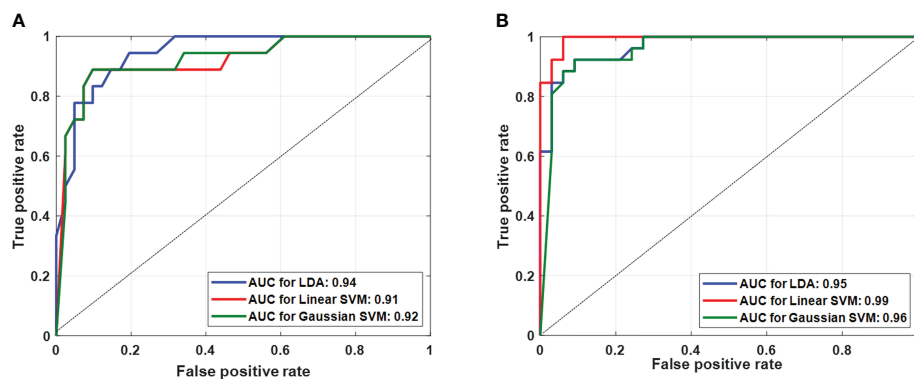 A
1
0.8
0.6
0.4
0.2
0
True positive rate
0 0.2 0.4 0.6 0.8 1
False positive rate
AUC for LDA: 0.94
AUC for Linear SVM: 0.91
AUC for Gaussian SVM: 0.92
B
1
0.8
0.6
0.4
0.2
0
True positive rate
0 0.2 0.4 0.6 0.8
False positive rate
AUC for LDA: 0.95
AUC for Linear SVM: 0.99
AUC for Gaussian SVM: 0.96